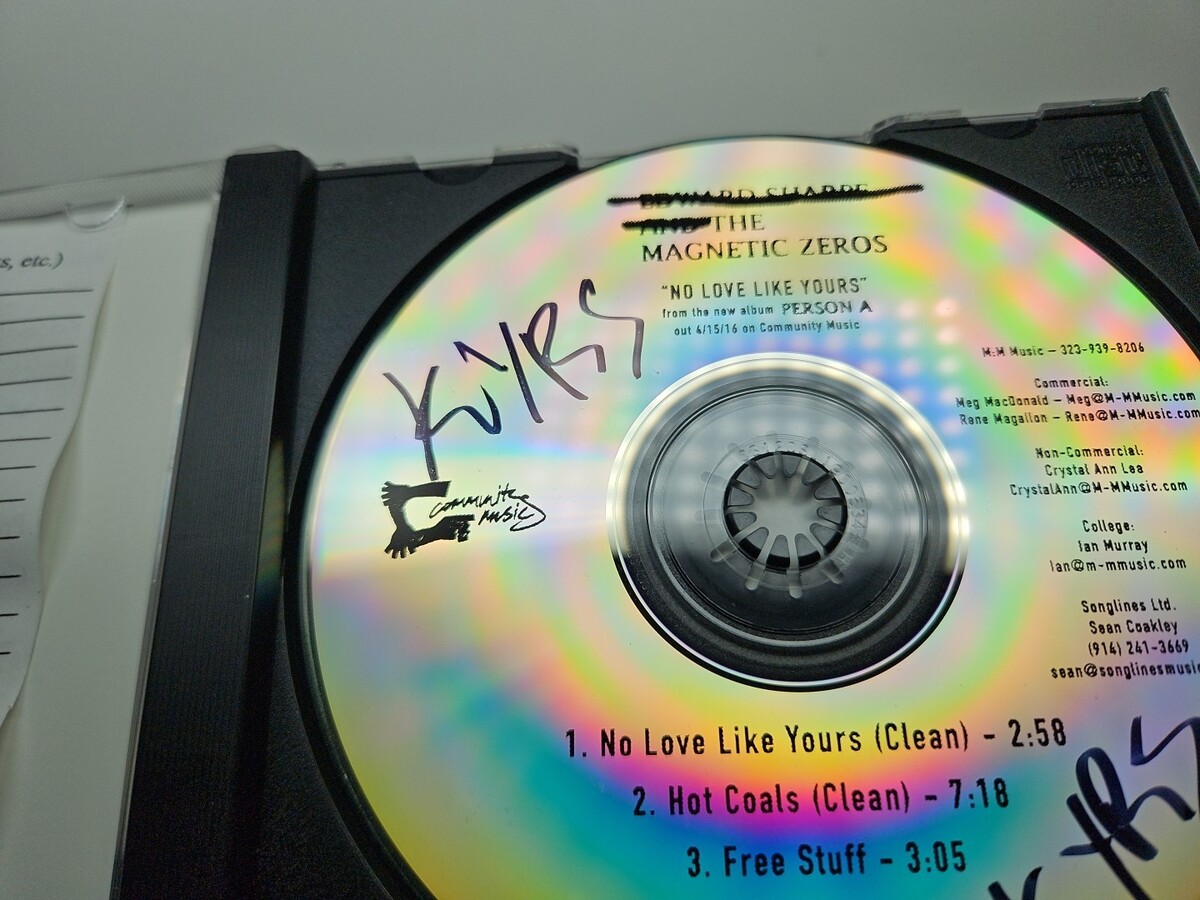 s, etc.)
EDWARD SHARPE
AND THE
MAGNETIC ZEROS
"NO LOVE LIKE YOURS"
from the new album PERSON A
out 4/15/16 on Community Music
KYRS
community
music
M:M Music – 323-939-8206
Commercial:
Meg MacDonald – Meg@M-MMusic.com
Rene Magallon – Rene@M-MMusic.com
Non-Commercial:
Crystal Ann Lea
CrystalAnn@M-MMusic.com
College:
Ian Murray
Ian@m-mmusic.com
Songlines Ltd.
Sean Coakley
(914) 241-3669
sean@songlinesmusic
1. No Love Like Yours (Clean) – 2:58
2. Hot Coals (Clean) – 7:18
3. Free Stuff – 3:05
KYRS